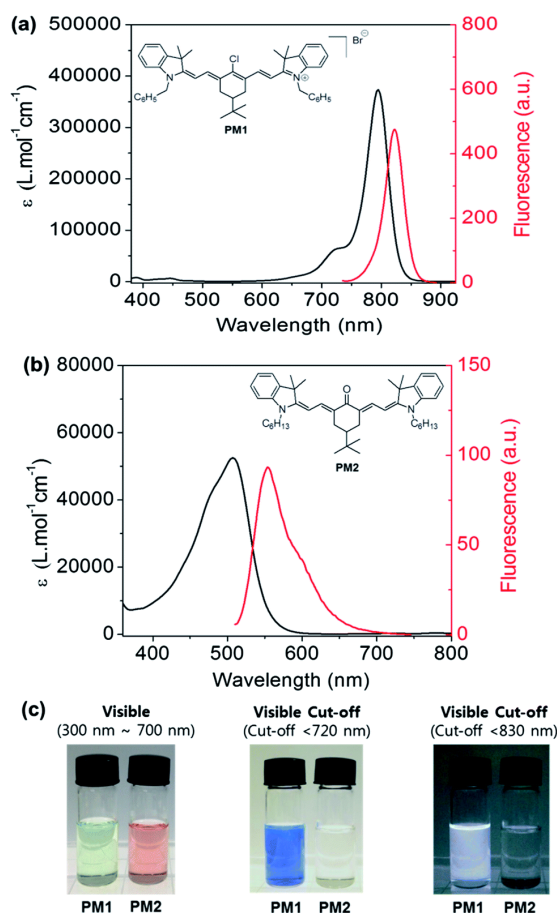 (a)
Br⊖
Cl
N
N⊕
C6H5
C6H5
PM1
ε (L.mol-1cm-1)
500000
400000
300000
200000
100000
0
800
600
400
200
0
Fluorescence (a.u.)
400 500 600 700 800 900
Wavelength (nm)
(b)
O
N
N
C6H13
C6H13
PM2
ε (L.mol-1cm-1)
80000
60000
40000
20000
0
150
100
50
0
Fluorescence (a.u.)
400 500 600 700 800
Wavelength (nm)
(c)
Visible
(300 nm ~ 700 nm)
Visible Cut-off
(Cut-off <720 nm)
Visible Cut-off
(Cut-off <830 nm)
PM1 PM2
PM1 PM2
PM1 PM2